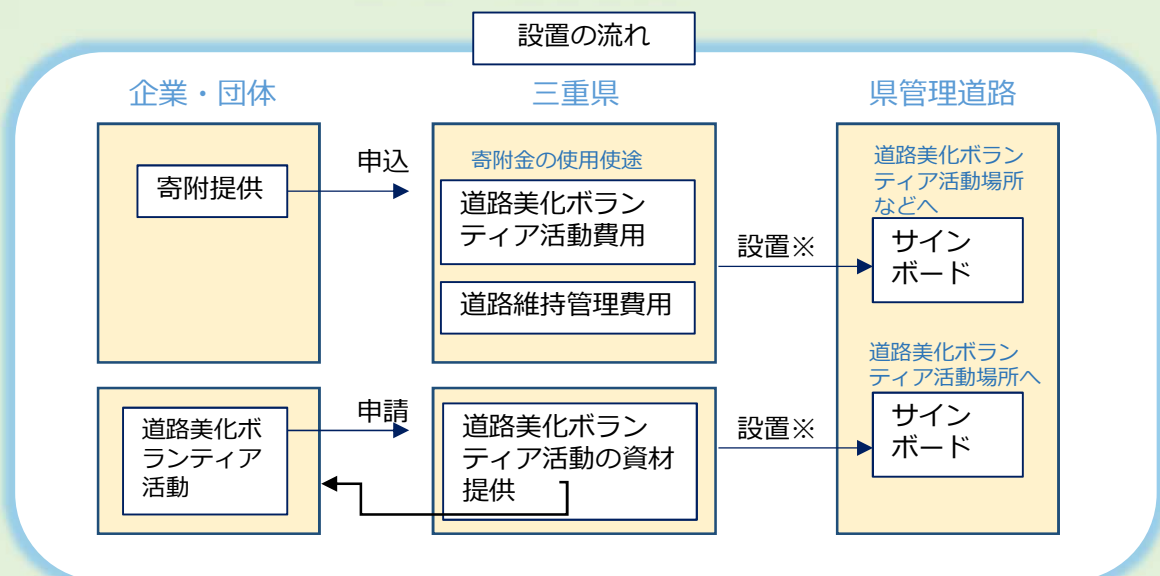 設置の流れ
企業・団体
三重県
県管理道路
寄附提供
申込
寄附金の使用使途
道路美化ボラン
ティア活動費用
道路維持管理費用
設置※
道路美化ボラン
ティア活動場所
などへ
サイン
ボード
道路美化ボ
ランティア
活動
申請
道路美化ボラン
ティア活動の資材
提供
設置※
道路美化ボラン
ティア活動場所へ
サイン
ボード